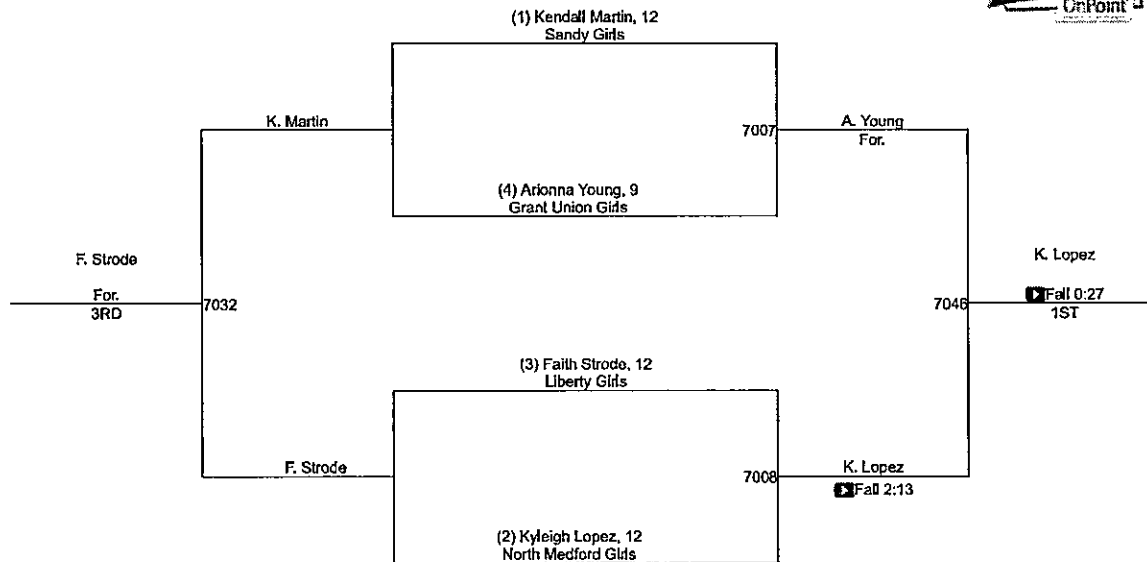 OnPoint
(1) Kendall Martin, 12
Sandy Girls
K. Martin
7007
A. Young
For.
(4) Arionna Young, 9
Grant Union Girls
F. Strode
For.
3RD
7032
7046
K. Lopez
Fall 0:27
1ST
(3) Faith Strode, 12
Liberty Girls
F. Strode
7008
K. Lopez
Fall 2:13
(2) Kyleigh Lopez, 12
North Medford Girls